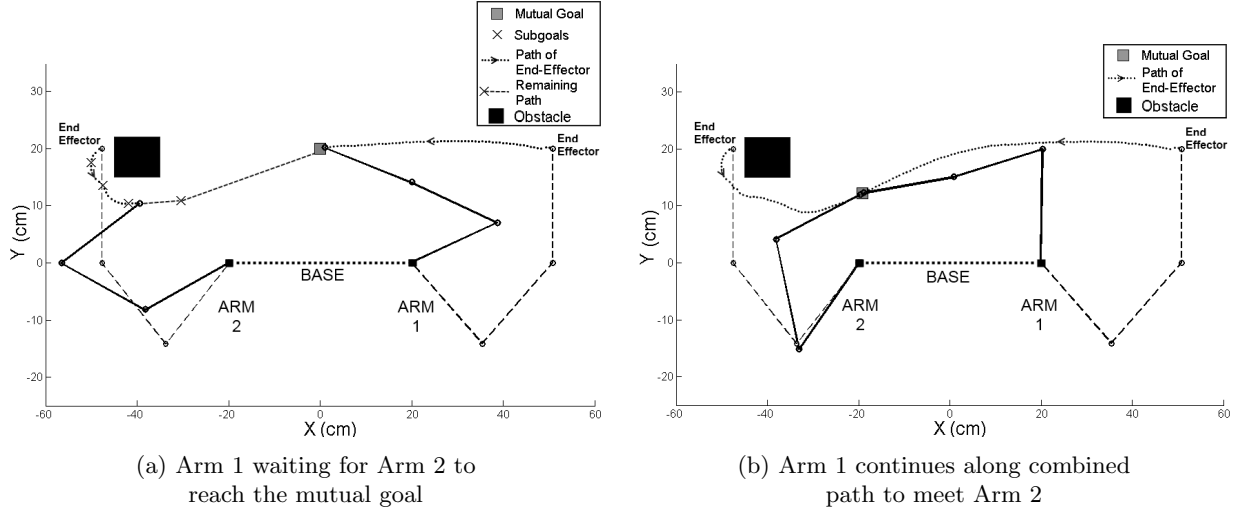 Mutual Goal
Subgoals
Path of
End-Effector
Remaining
Path
Obstacle
End
Effector
End
Effector
30
20
10
0
-10
-20
Y (cm)
BASE
ARM
2
ARM
1
-60
-40
-20
0
20
40
60
X (cm)
(a) Arm 1 waiting for Arm 2 to
reach the mutual goal
Mutual Goal
Path of
End-Effector
Obstacle
End
Effector
End
Effector
30
20
10
0
-10
-20
Y (cm)
BASE
ARM
2
ARM
1
-60
-40
-20
0
20
40
60
X (cm)
(b) Arm 1 continues along combined
path to meet Arm 2